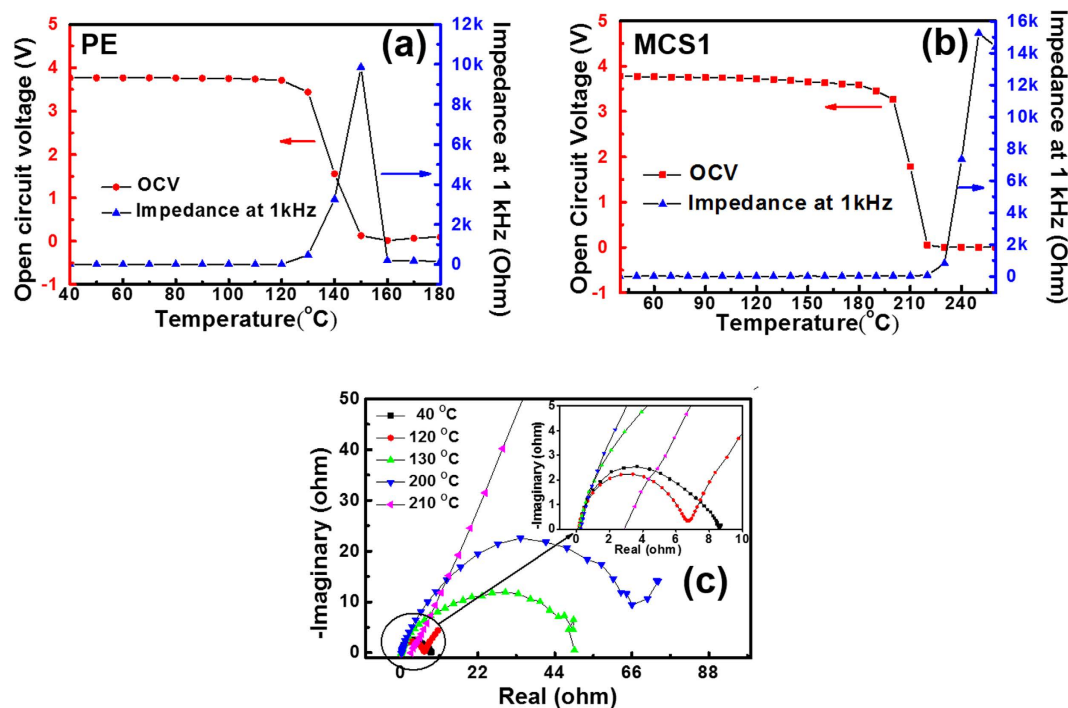 PE
(a)
Open circuit voltage (V)
5
4
3
2
1
0
-1
OCV
Impedance at 1kHz
12k
10k
8k
6k
4k
2k
0
Impedance at 1 kHz (Ohm)
40 60 80 100 120 140 160 180
Temperature(°C)
MCS1
(b)
Open Circuit Voltage (V)
5
4
3
2
1
0
-1
OCV
Impedance at 1kHz
16k
14k
12k
10k
8k
6k
4k
2k
0
Impedance at 1 kHz (Ohm)
60 90 120 150 180 210 240
Temperature(°C)
-Imaginary (ohm)
50
40
30
20
10
0
40 °C
120 °C
130 °C
200 °C
210 °C
-Imaginary (ohm)
5
4
3
2
1
0
0 2 4 6 8 10
Real (ohm)
(c)
0 22 44 66 88
Real (ohm)